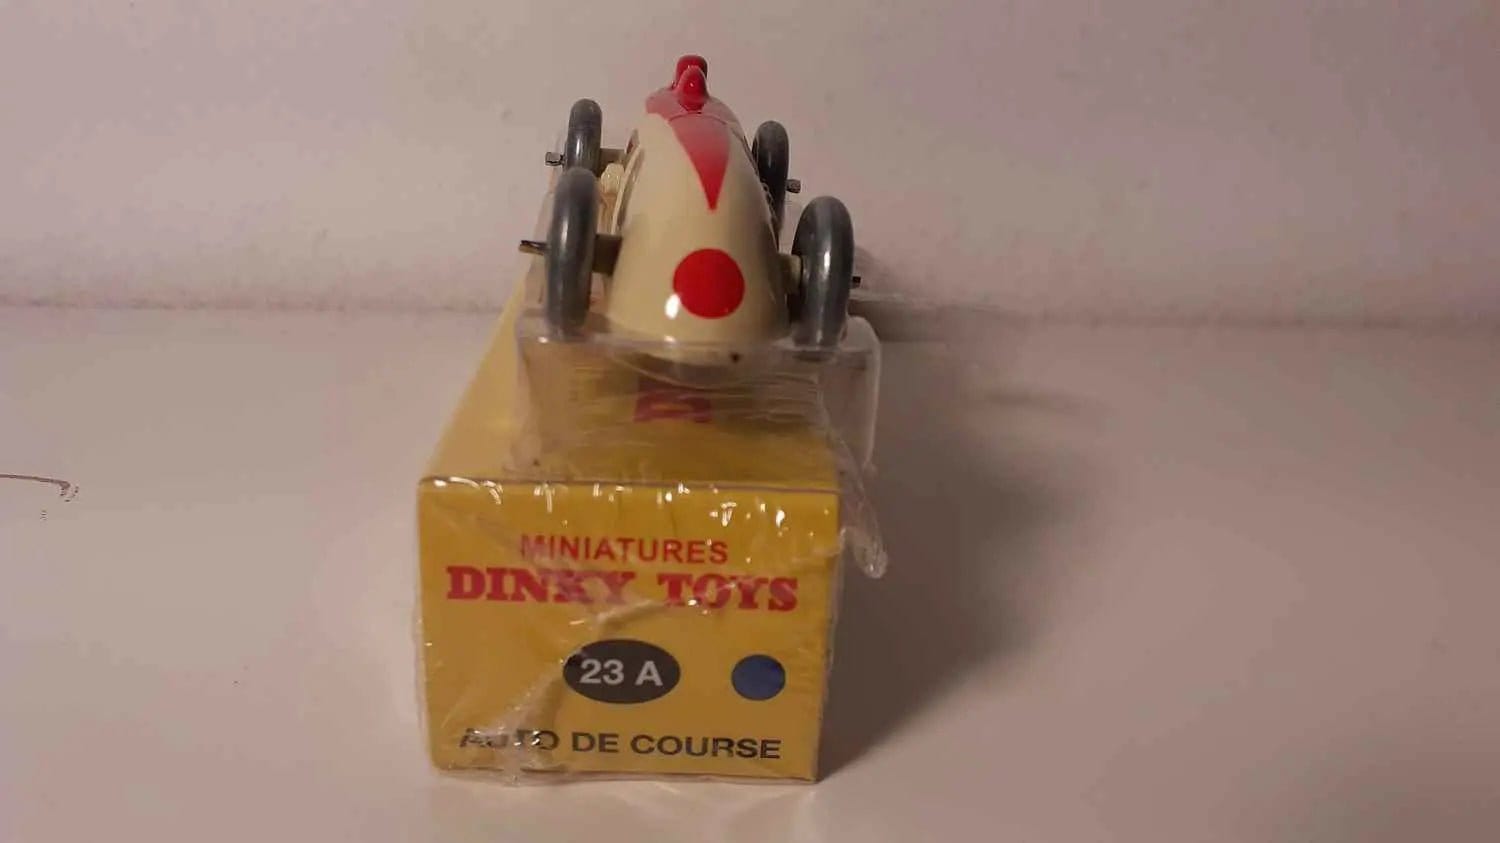 MINIATURES
DINKY TOYS
23 A
AUTO DE COURSE